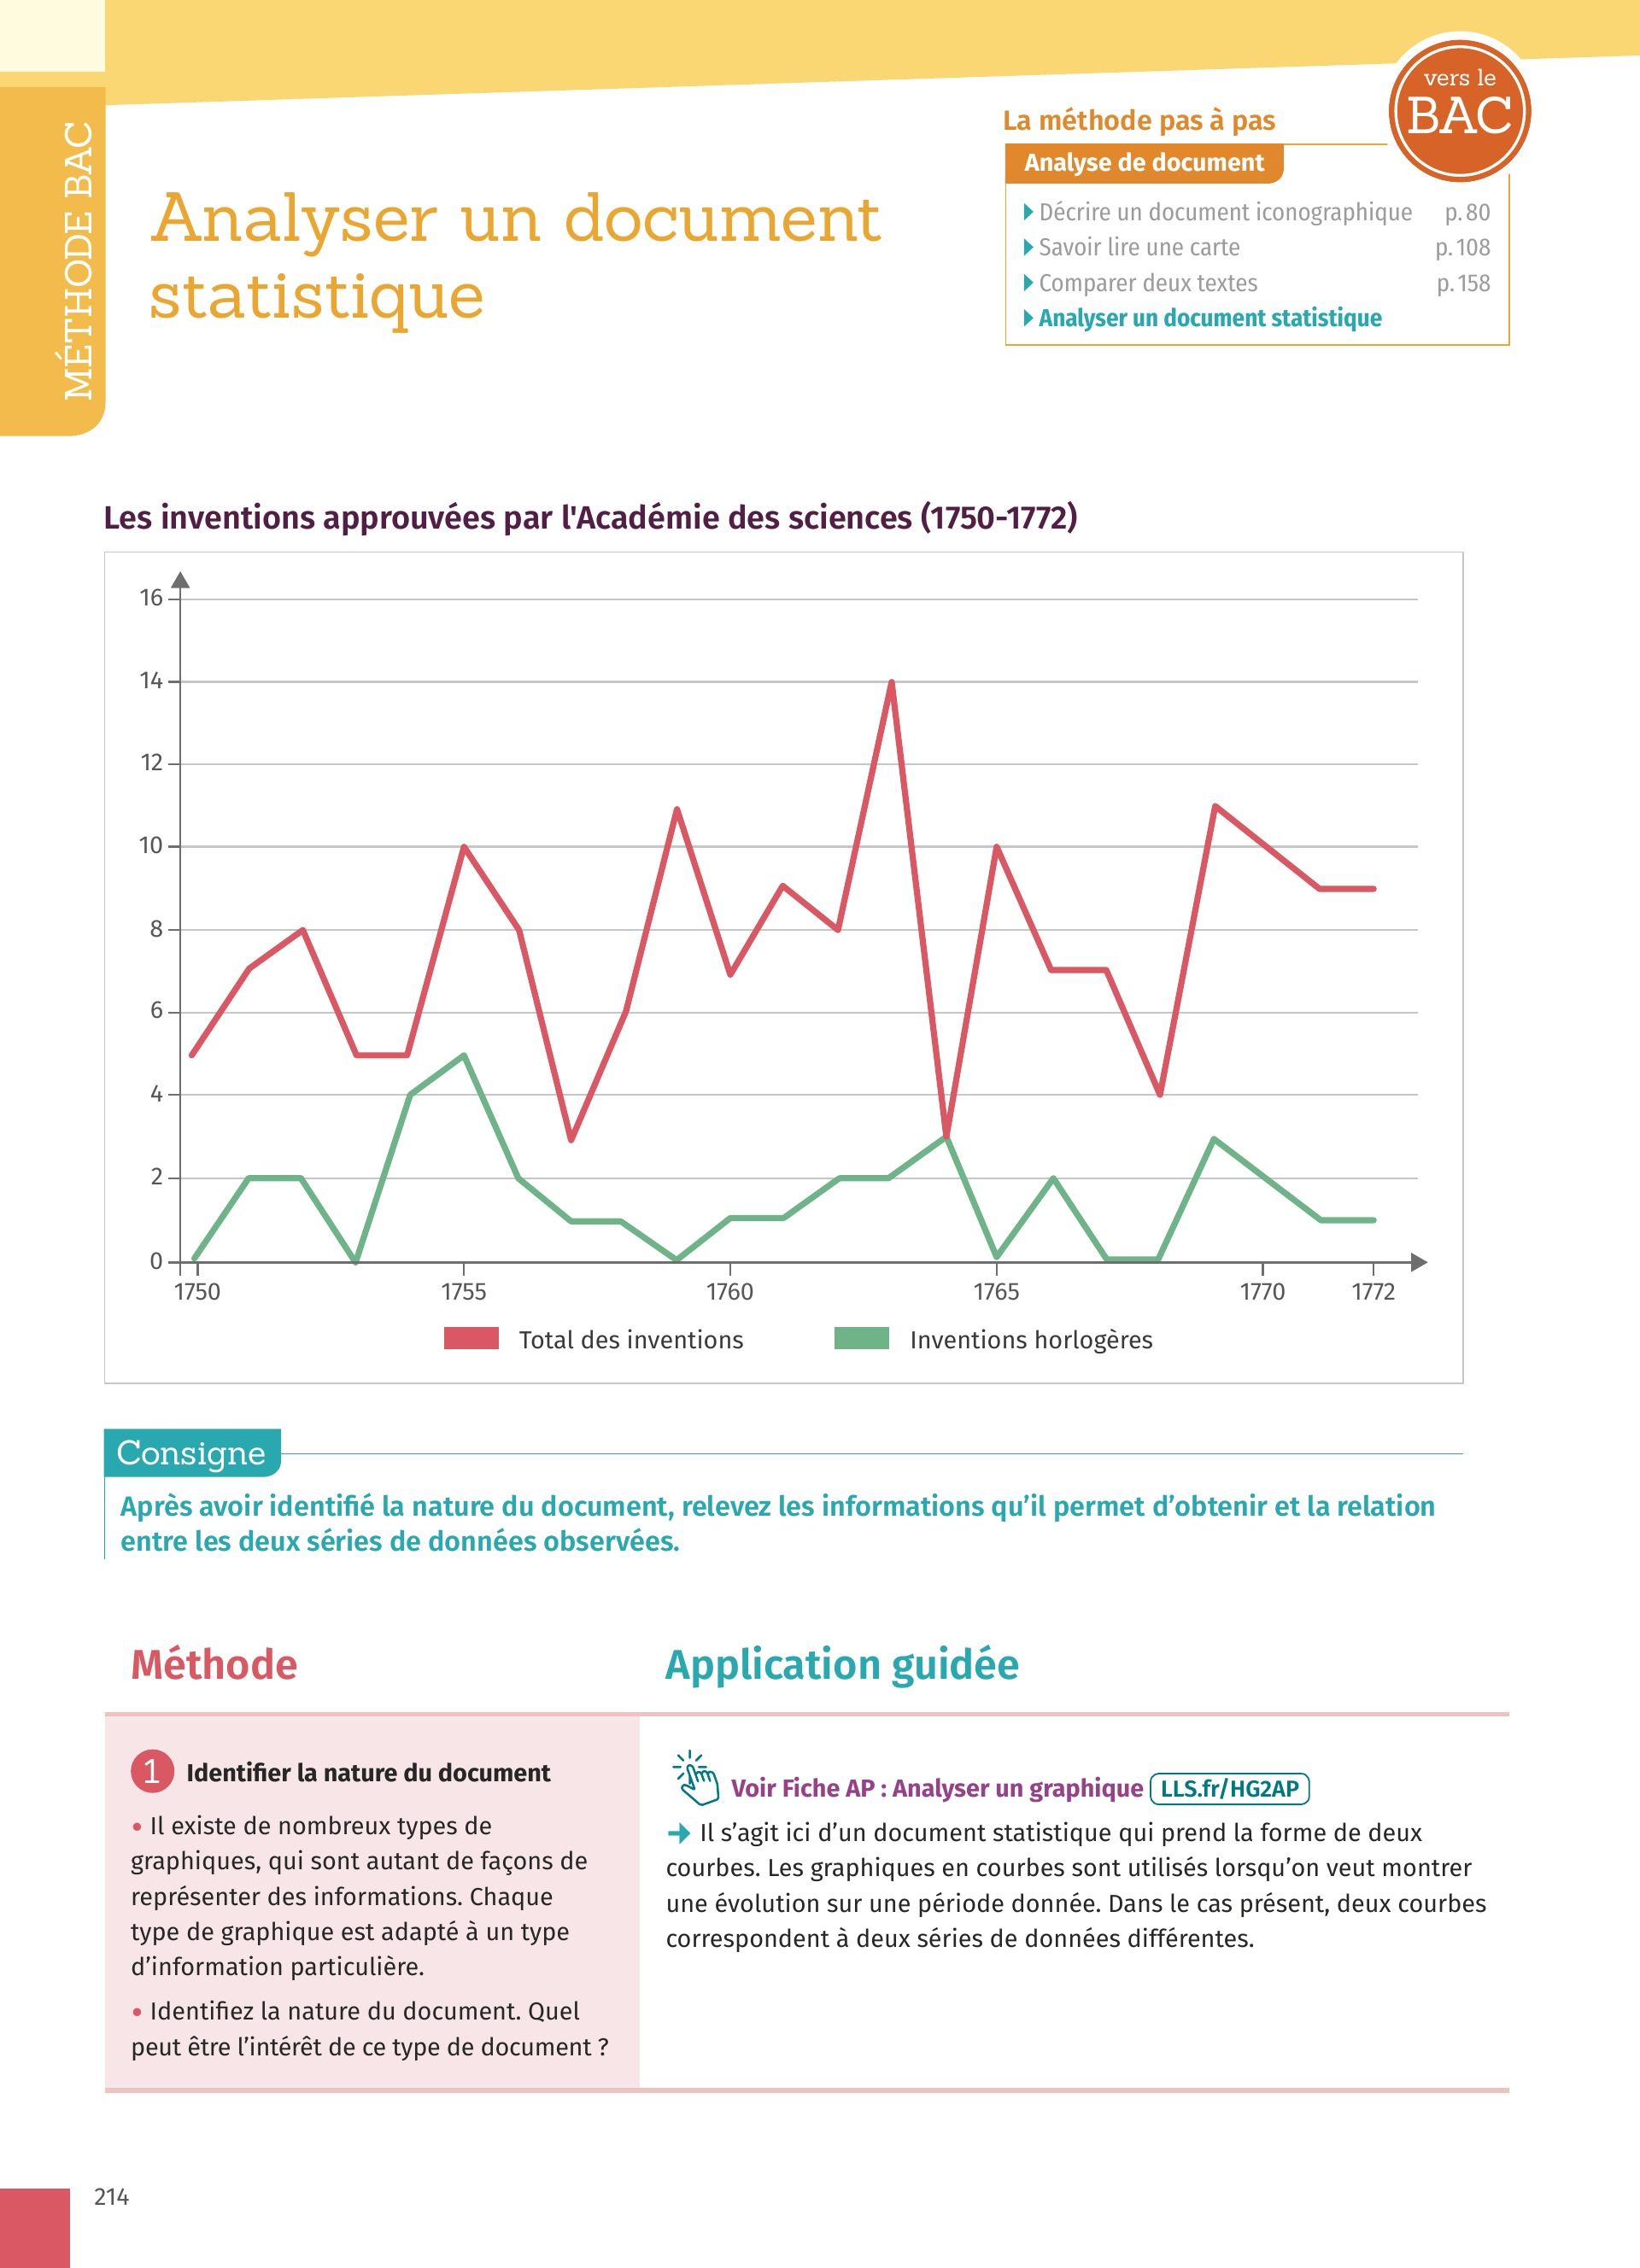 MÉTHODE BAC
Analyser un document
statistique
La méthode pas à pas
vers le
BAC
Analyse de document
Décrire un document iconographique p. 80
Savoir lire une carte p. 108
Comparer deux textes p. 158
Analyser un document statistique
Les inventions approuvées par l'Académie des sciences (1750-1772)
16
14
12
10
8
6
4
2
0
1750 1755 1760 1765 1770 1772
Total des inventions Inventions horlogères
Consigne
Après avoir identifié la nature du document, relevez les informations qu’il permet d’obtenir et la relation
entre les deux séries de données observées.
Méthode
1 Identifier la nature du document
• Il existe de nombreux types de
graphiques, qui sont autant de façons de
représenter des informations. Chaque
type de graphique est adapté à un type
d’information particulière.
• Identifiez la nature du document. Quel
peut être l’intérêt de ce type de document ?
Application guidée
Voir Fiche AP : Analyser un graphique LLS.fr/HG2AP
➔ Il s’agit ici d’un document statistique qui prend la forme de deux
courbes. Les graphiques en courbes sont utilisés lorsqu’on veut montrer
une évolution sur une période donnée. Dans le cas présent, deux courbes
correspondent à deux séries de données différentes.
214